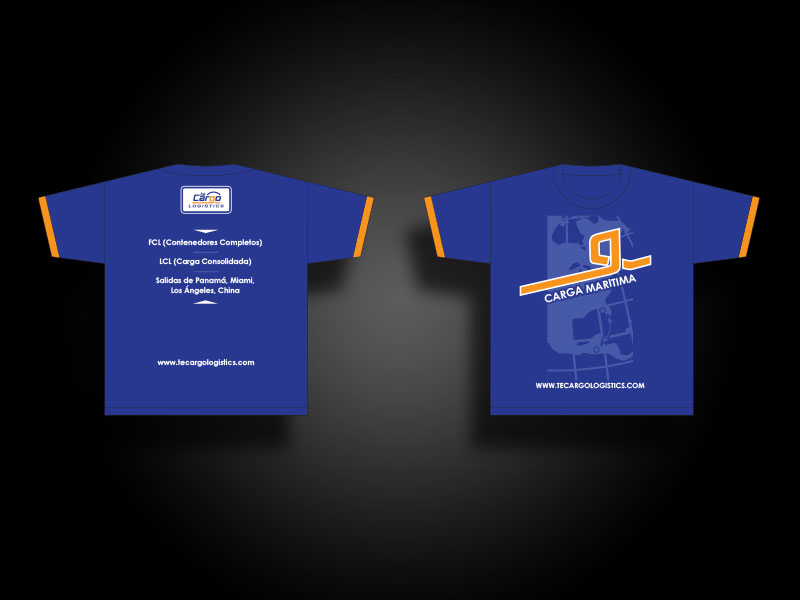 Cargo
LOGISTICS
FCL (Contenedores Completos)
LCL (Carga Consolidada)
Salidas de Panamá, Miami,
Los Ángeles, China
www.tecargologistics.com
g
CARGA MARITIMA
WWW.TECARGOLOGISTICS.COM